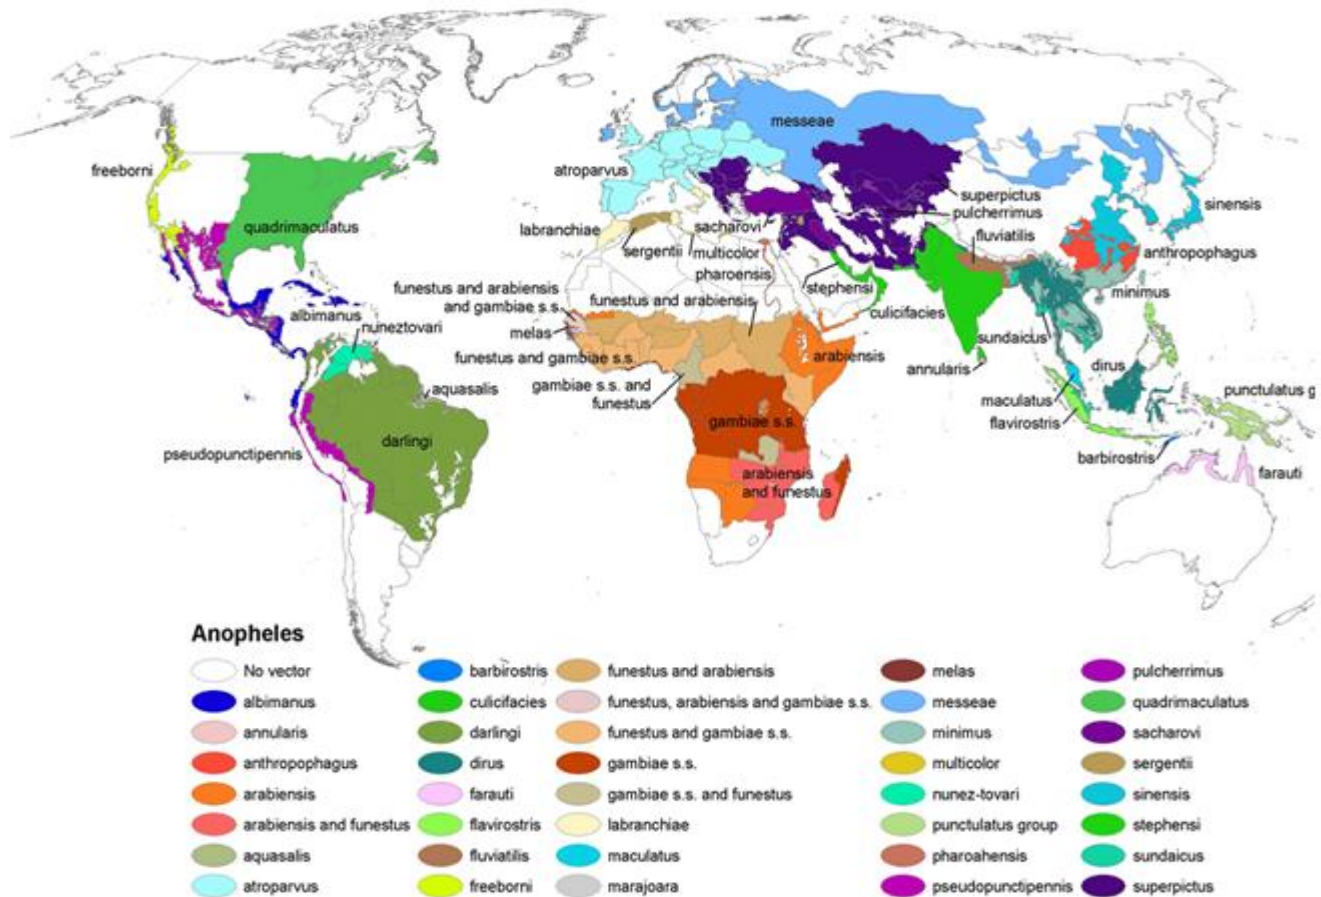 messeae
freeborni
atroparvus
superpictus
sinensis
pulcherrimus
quadrimaculatus
labranchiae
sacharovi
fluviatilis
sergentii
multicolor
anthropophagus
pharoensis
stephensi
minimus
funestus and arabiensis
and gambiae s.s.
funestus and arabiensis
albimanus
culicifacies
nuneztovari
melas
sundaicus
funestus and gambiae s.s.
arabiensis
annularis
dirus
aquasalis
gambiae s.s. and
funestus
maculatus
punctulatus g
gambiae s.s.
flavirostris
darlingi
pseudopunctipennis
barbirostris
arabiensis
and funestus
farauti
Anopheles
No vector
albimanus
annularis
anthropophagus
arabiensis
arabiensis and funestus
aquasalis
atroparvus
barbirostris
culicifacies
darlingi
dirus
farauti
flavirostris
fluviatilis
freeborni
funestus and arabiensis
funestus, arabiensis and gambiae s.s.
funestus and gambiae s.s.
gambiae s.s.
gambiae s.s. and funestus
labranchiae
maculatus
marajoara
melas
messeae
minimus
multicolor
nunez-tovari
punctulatus group
pharoahensis
pseudopunctipennis
pulcherrimus
quadrimaculatus
sacharovi
sergentii
sinensis
stephensi
sundaicus
superpictus